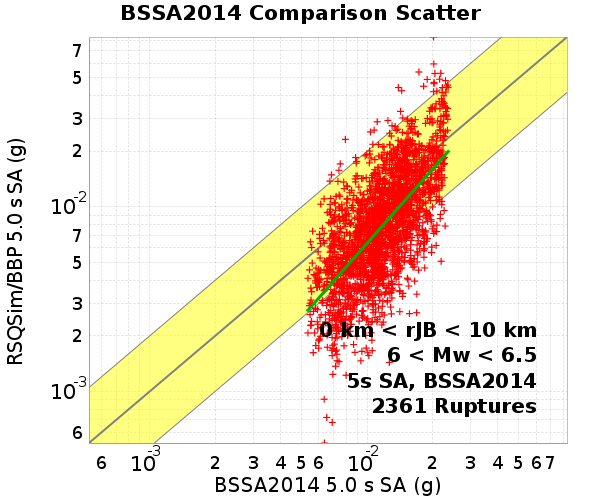 BSSA2014 Comparison Scatter
7
5
3
2
10-2
7
5
3
2
10-3
6
RSQSim/BBP 5.0 s SA (g)
0 km < rJB < 10 km
6 < Mw < 6.5
5s SA, BSSA2014
2361 Ruptures
6 10-3 2 3 4 5 6 10-2 2 3 4 5 6 7
BSSA2014 5.0 s SA (g)